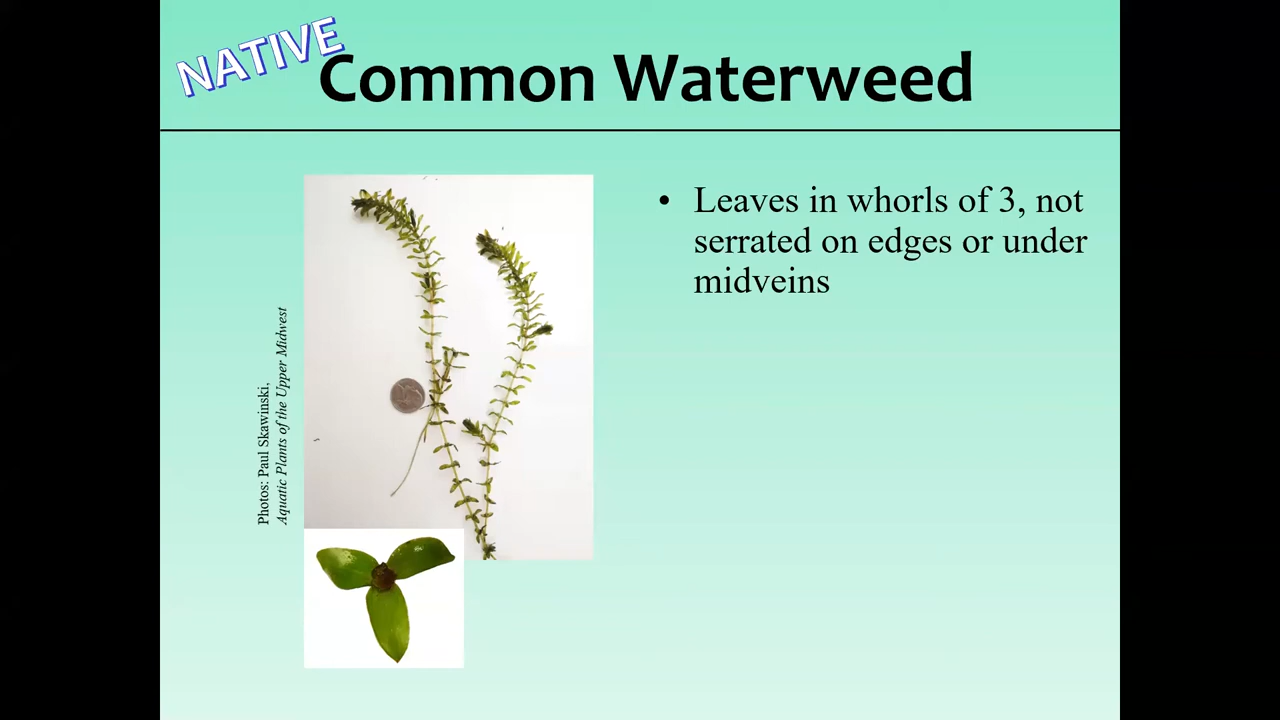 NATIVE
Common Waterweed
• Leaves in whorls of 3, not
serrated on edges or under
midveins
Photos: Paul Skawinski,
Aquatic Plants of the Upper Midwest